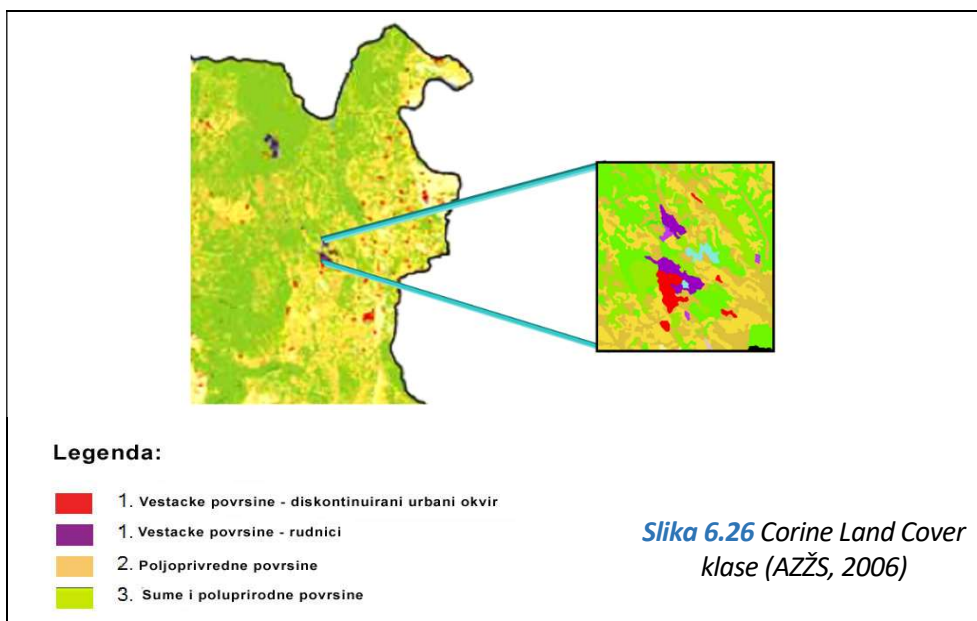 Legenda:
1. Vestacke povrsine - diskontinuirani urbani okvir
1. Vestacke povrsine - rudnici
2. Poljoprivredne povrsine
3. Sume i poluprirodne povrsine
Slika 6.26 Corine Land Cover
klase (AZŽS, 2006)